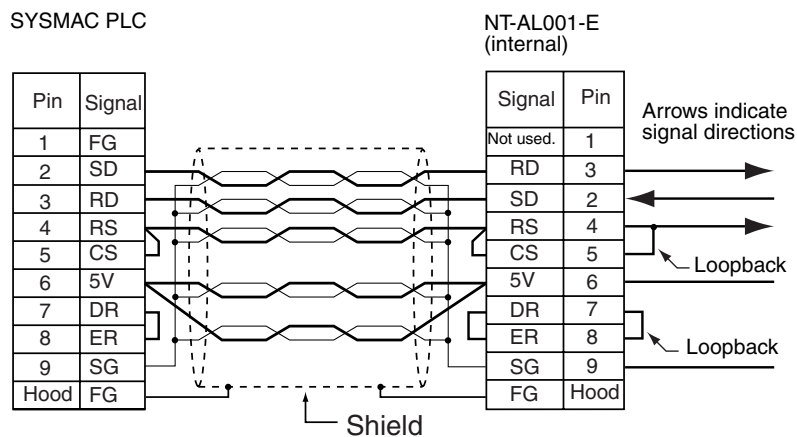 SYSMAC PLC
NT-AL001-E
(internal)
Pin Signal
1 FG
2 SD
3 RD
4 RS
5 CS
6 5V
7 DR
8 ER
9 SG
Hood FG
Signal Pin
Not used. 1
RD 3
SD 2
RS 4
CS 5
5V 6
DR 7
ER 8
SG 9
FG Hood
Arrows indicate
signal directions
Loopback
Loopback
Shield